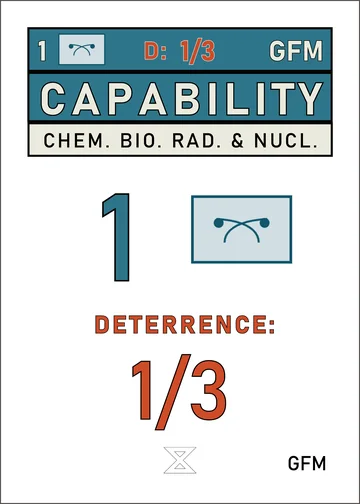 1 D: 1/3 GFM
CAPABILITY
CHEM. BIO. RAD. & NUCL.
1
DETERRENCE:
1/3
GFM